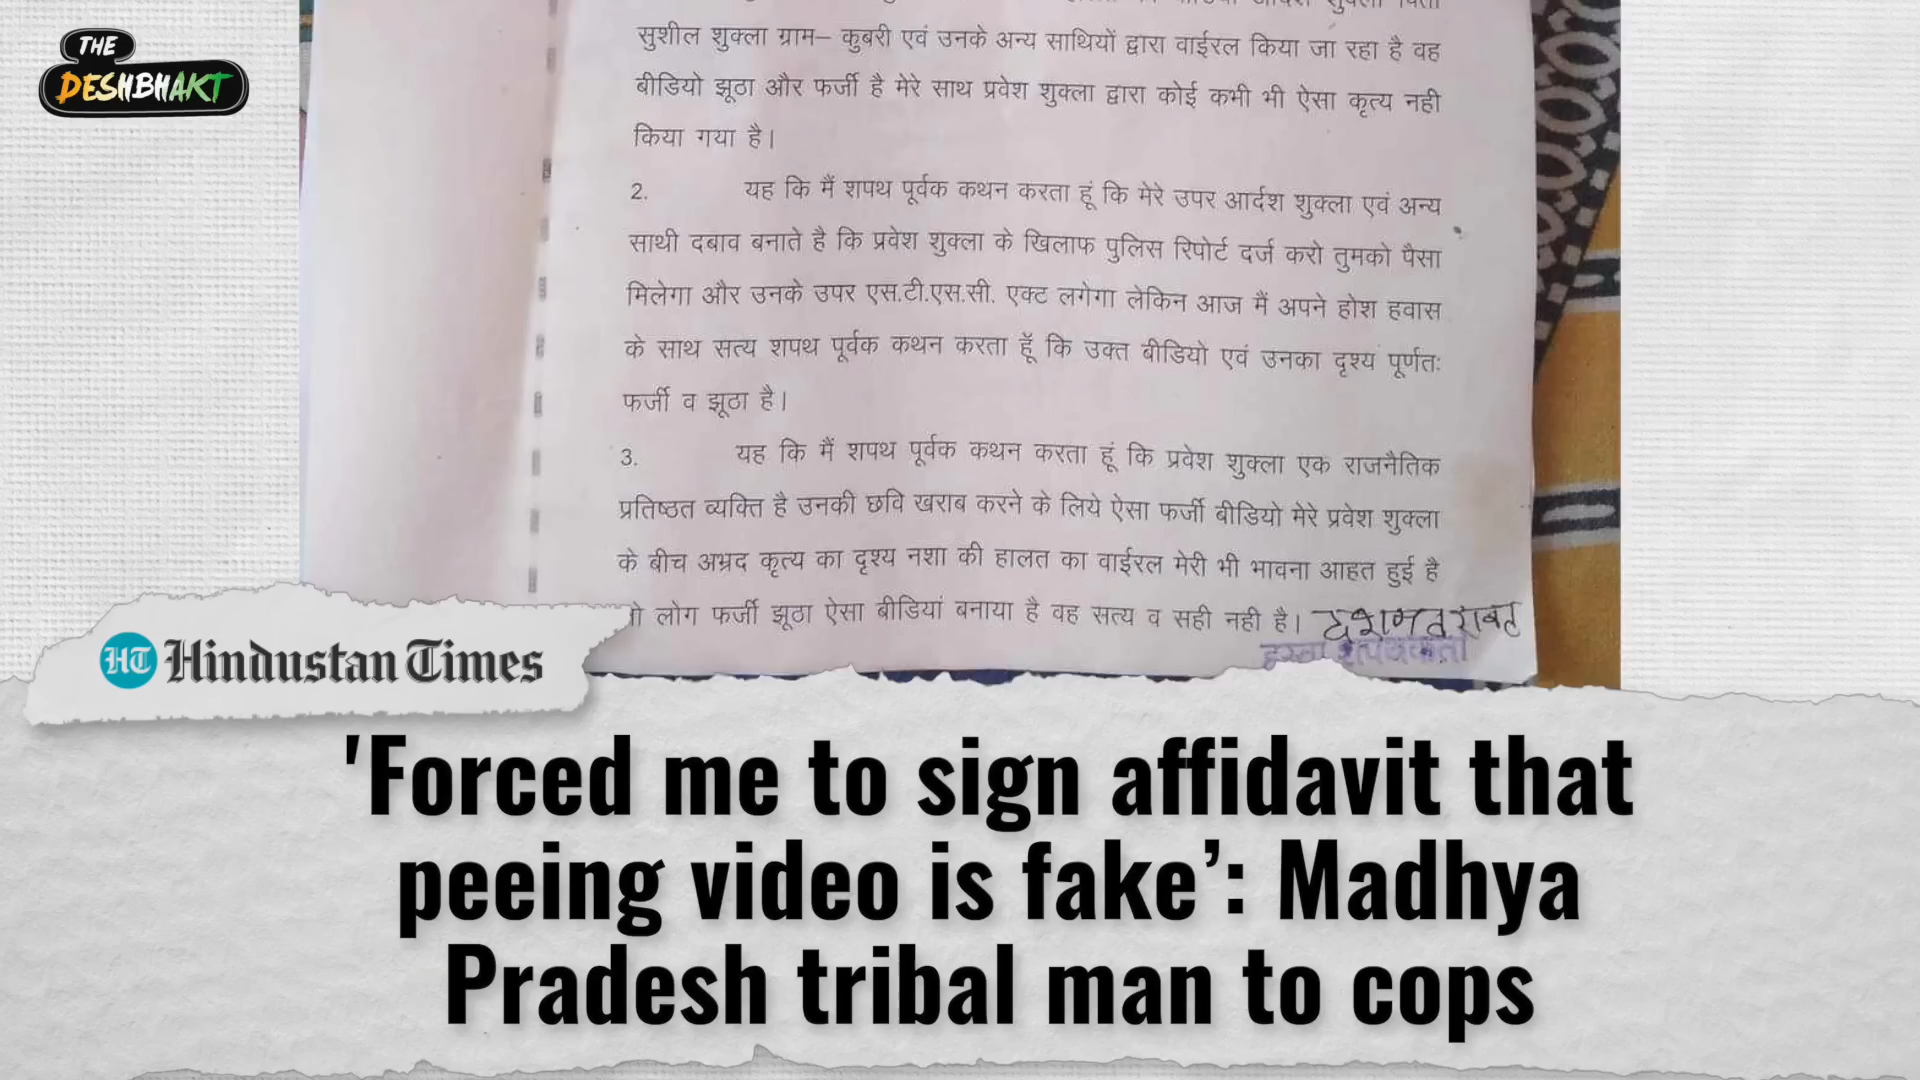 THE
DESHBHAKT
सुशील शुक्ला ग्राम– कुबरी एवं उनके अन्य साथियों द्वारा वाईरल किया जा रहा है वह
बीडियो झूठा और फर्जी है मेरे साथ प्रवेश शुक्ला द्वारा कोई कभी भी ऐसा कृत्य नही
किया गया है।
2. यह कि मैं शपथ पूर्वक कथन करता हूं कि मेरे उपर आर्दश शुक्ला एवं अन्य
साथी दबाव बनाते है कि प्रवेश शुक्ला के खिलाफ पुलिस रिपोर्ट दर्ज करो तुमको पैसा
मिलेगा और उनके उपर एस.टी.एस.सी. एक्ट लगेगा लेकिन आज मैं अपने होश हवास
के साथ सत्य शपथ पूर्वक कथन करता हूॅ कि उक्त बीडियो एवं उनका दृश्य पूर्णतः
फर्जी व झूठा है।
3. यह कि मैं शपथ पूर्वक कथन करता हूं कि प्रवेश शुक्ला एक राजनैतिक
प्रतिष्ठत व्यक्ति है उनकी छवि खराब करने के लिये ऐसा फर्जी बीडियो मेरे प्रवेश शुक्ला
के बीच अभ्रद कृत्य का दृश्य नशा की हालत का वाईरल मेरी भी भावना आहत हुई है
लोग फर्जी झूठा ऐसा बीडियां बनाया है वह सत्य व सही नही है। दशमत रावत
HT Hindustan Times
'Forced me to sign affidavit that
peeing video is fake’: Madhya
Pradesh tribal man to cops